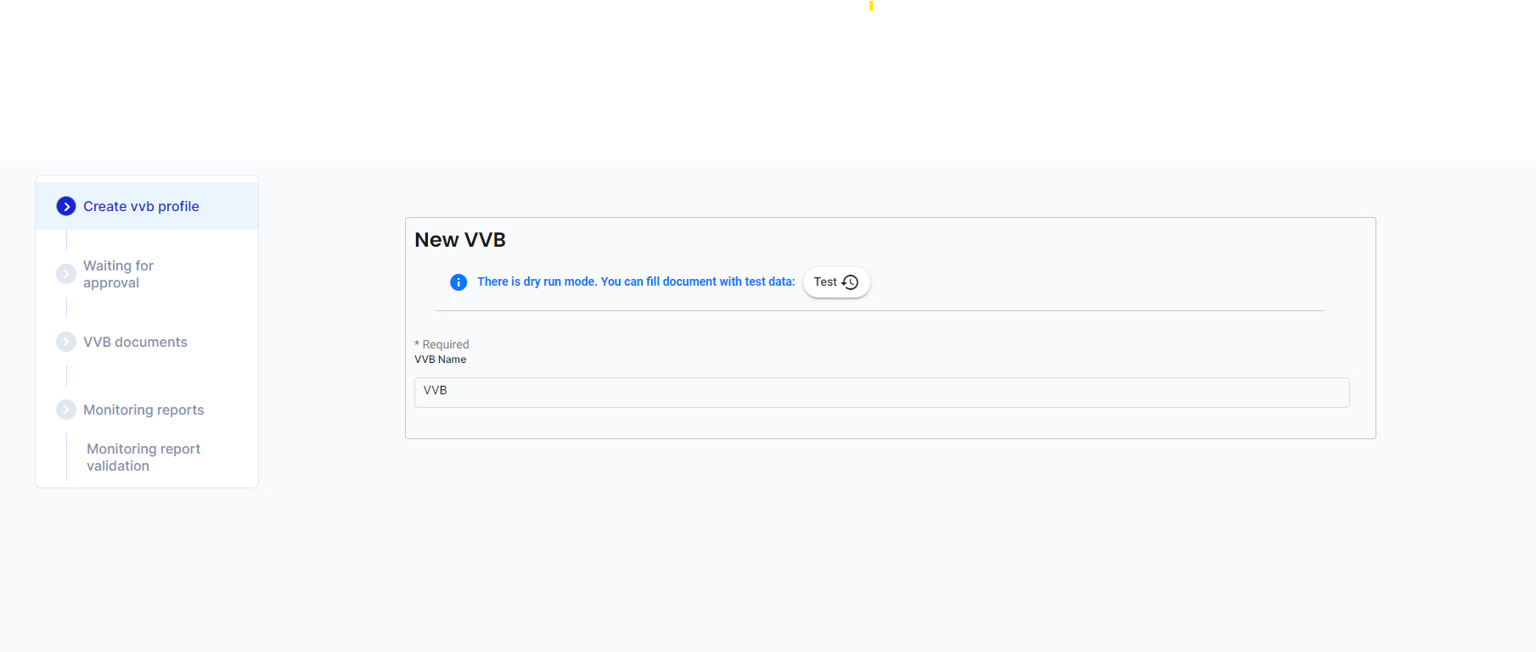 Create vvb profile
Waiting for
approval
VVB documents
Monitoring reports
Monitoring report
validation
New VVB
There is dry run mode. You can fill document with test data:
Test
* Required
VVB Name
VVB